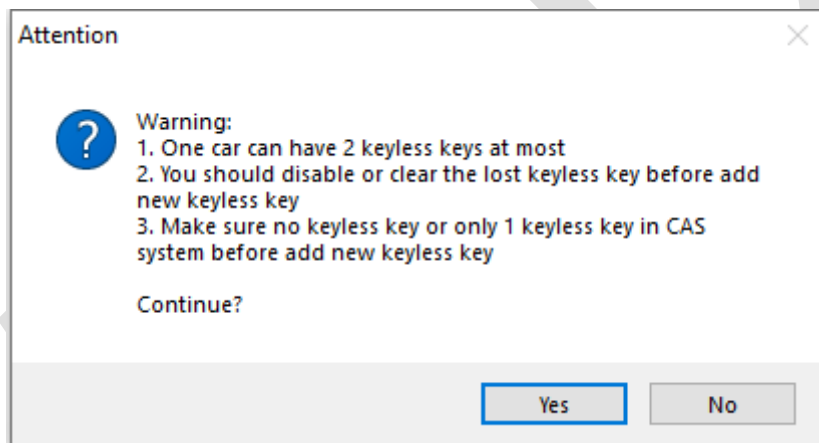 Attention
Warning:
1. One car can have 2 keyless keys at most
2. You should disable or clear the lost keyless key before add
new keyless key
3. Make sure no keyless key or only 1 keyless key in CAS
system before add new keyless key
Continue?
Yes
No